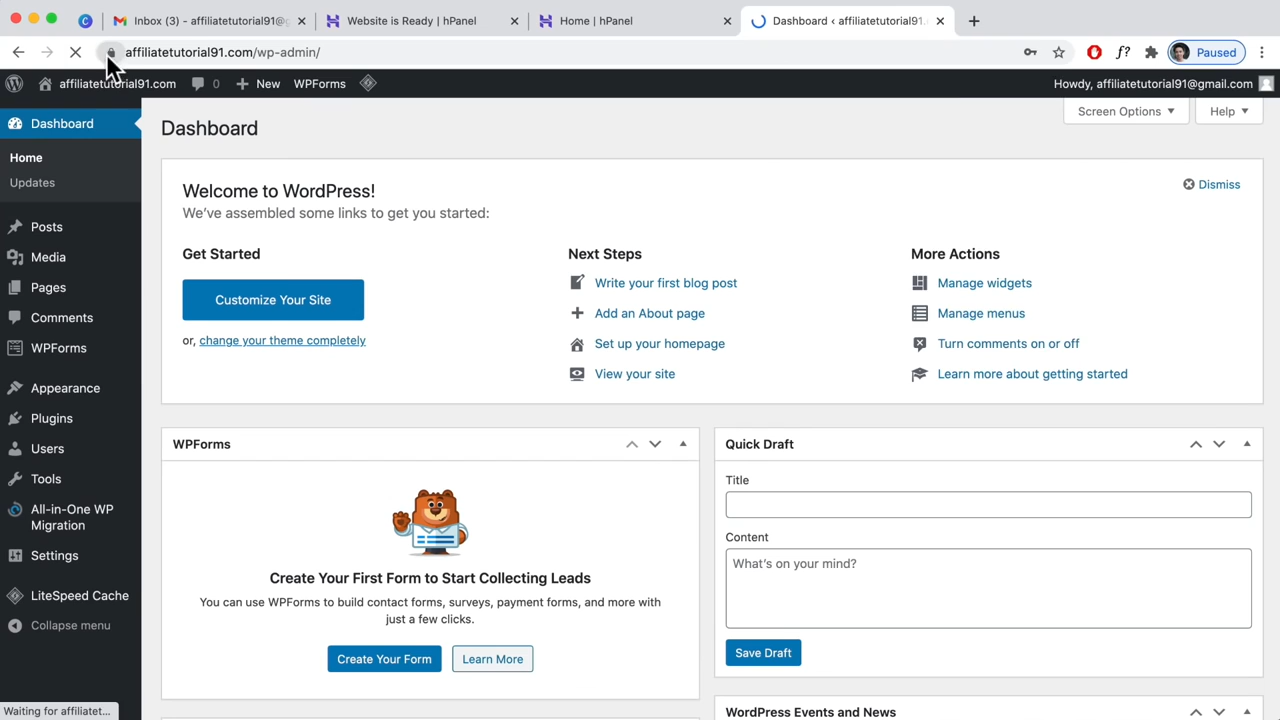 Inbox (3) - affiliatetutorial91@g
Website is Ready | hPanel
Home | hPanel
Dashboard ‹ affiliatetutorial91.
affiliatetutorial91.com/wp-admin/
f?
Paused
affiliatetutorial91.com
0
New
WPForms
Howdy, affiliatetutorial91@gmail.com
Dashboard
Home
Updates
Posts
Media
Pages
Comments
WPForms
Appearance
Plugins
Users
Tools
All-in-One WP
Migration
Settings
LiteSpeed Cache
Collapse menu
Waiting for affiliatet...
Dashboard
Screen Options
Help
Welcome to WordPress!
We've assembled some links to get you started:
Dismiss
Get Started
Customize Your Site
or, change your theme completely
Next Steps
Write your first blog post
Add an About page
Set up your homepage
View your site
More Actions
Manage widgets
Manage menus
Turn comments on or off
Learn more about getting started
WPForms
Create Your First Form to Start Collecting Leads
You can use WPForms to build contact forms, surveys, payment forms, and more with
just a few clicks.
Create Your Form
Learn More
Quick Draft
Title
Content
What's on your mind?
Save Draft
WordPress Events and News